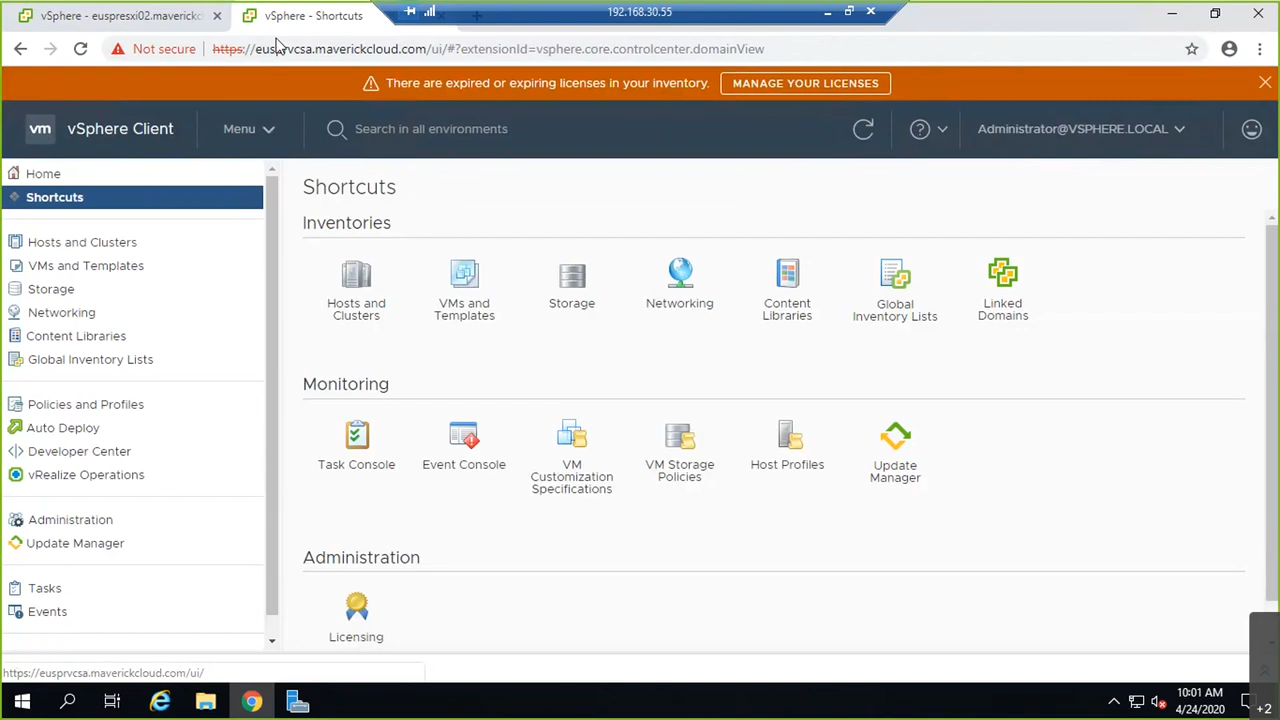 vSphere - euspresxi02.maverickc
vSphere - Shortcuts
192.168.30.55
Not secure
https://eusprvcsa.maverickcloud.com/ui/#?extensionId=vsphere.core.controlcenter.domainView
There are expired or expiring licenses in your inventory.
MANAGE YOUR LICENSES
vm
vSphere Client
Menu
Search in all environments
Administrator@VSPHERE.LOCAL
Home
Shortcuts
Hosts and Clusters
VMs and Templates
Storage
Networking
Content Libraries
Global Inventory Lists
Policies and Profiles
Auto Deploy
Developer Center
vRealize Operations
Administration
Update Manager
Tasks
Events
Shortcuts
Inventories
Hosts and
Clusters
VMs and
Templates
Storage
Networking
Content
Libraries
Global
Inventory Lists
Linked
Domains
Monitoring
Task Console
Event Console
VM
Customization
Specifications
VM Storage
Policies
Host Profiles
Update
Manager
Administration
Licensing
https://eusprvcsa.maverickcloud.com/ui/
10:01 AM
4/24/2020
+2